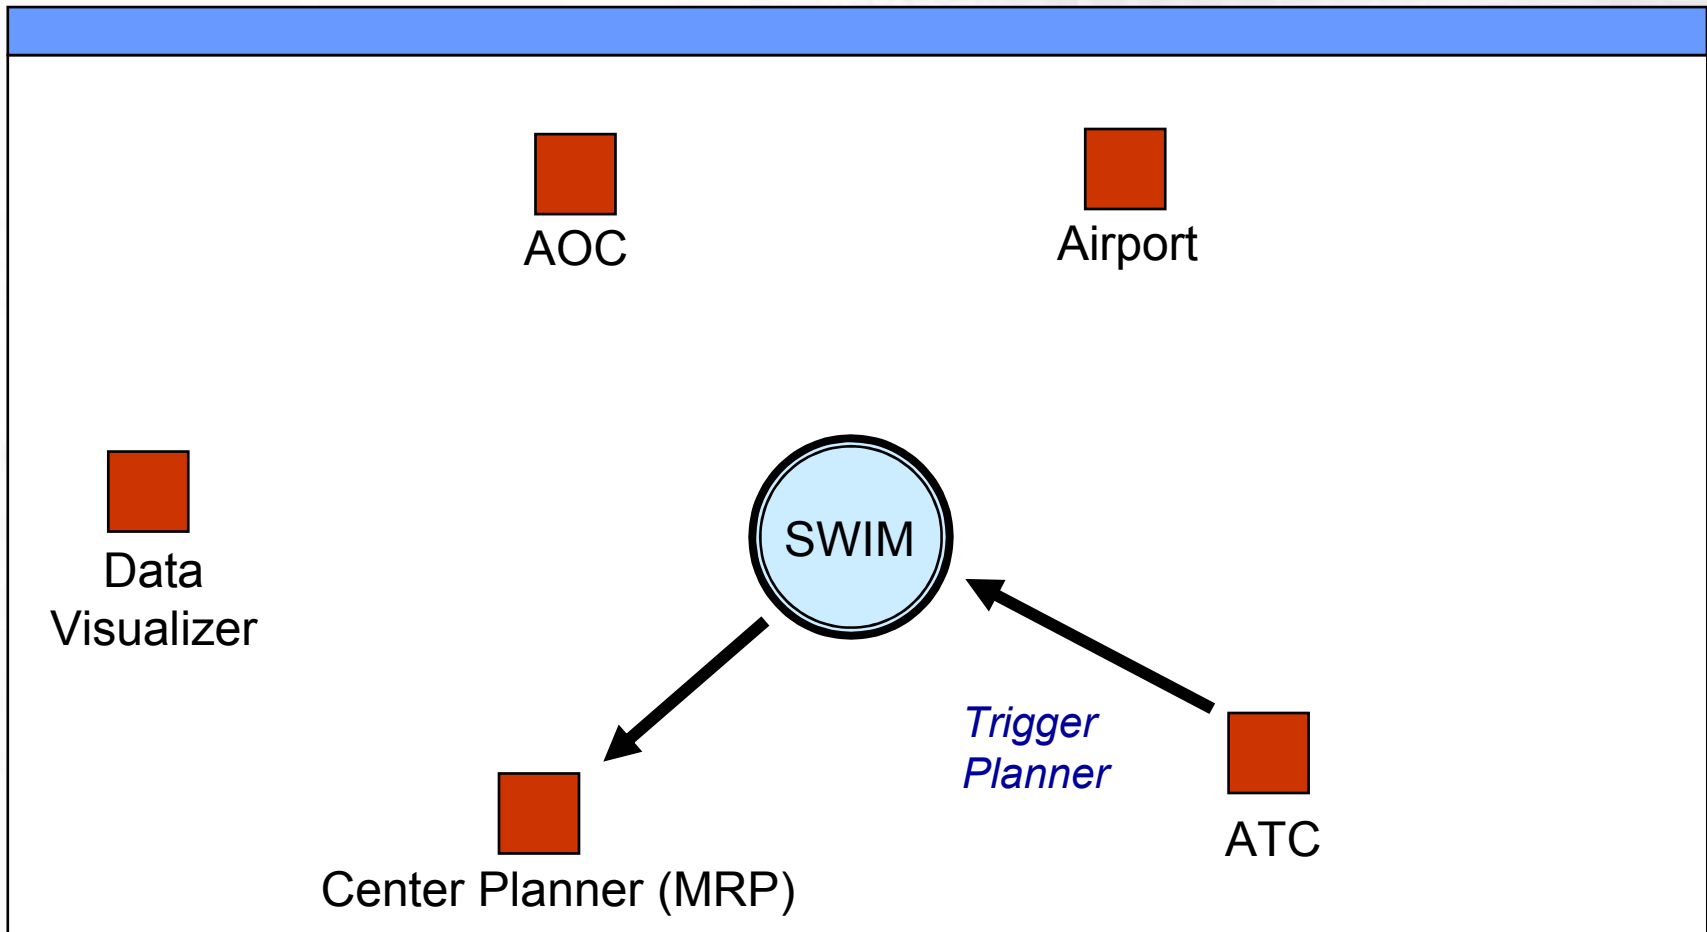 AOC
Airport
Data
Visualizer
SWIM
Trigger
Planner
ATC
Center Planner (MRP)